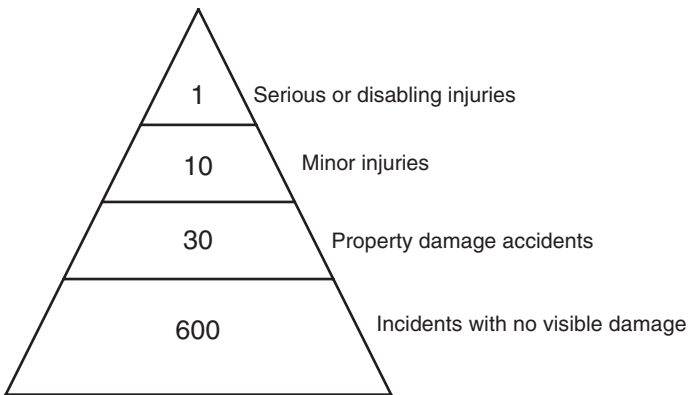 1
Serious or disabling injuries
10
Minor injuries
30
Property damage accidents
600
Incidents with no visible damage